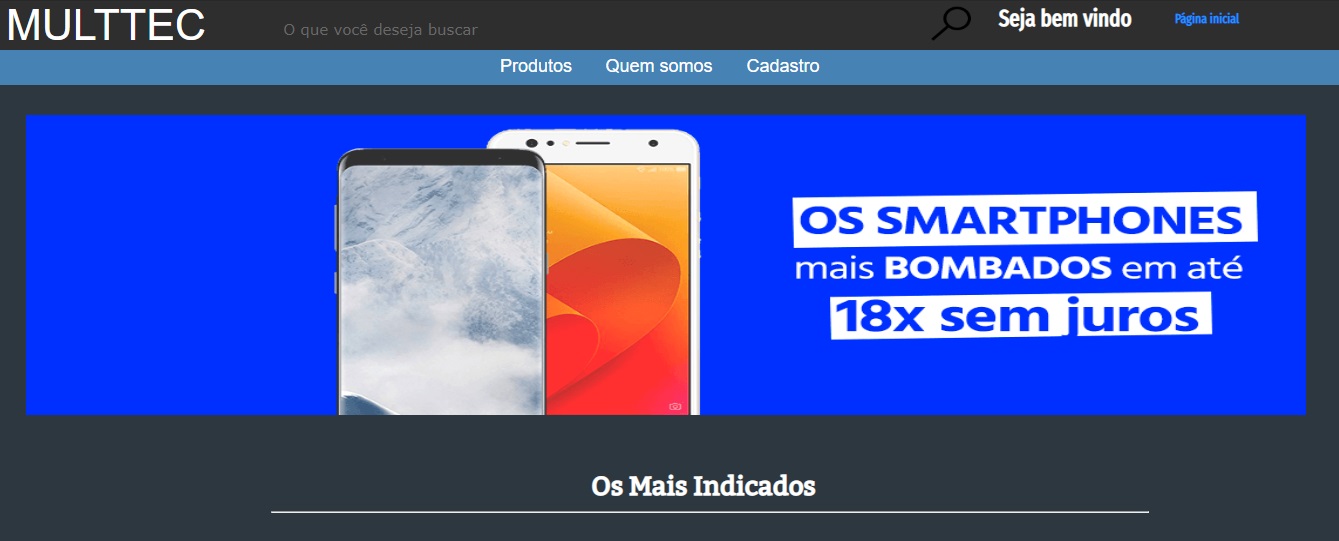 MULTTEC
O que você deseja buscar
Seja bem vindo
Página inicial
Produtos
Quem somos
Cadastro
OS SMARTPHONES
mais BOMBADOS em até
18x sem juros
Os Mais Indicados